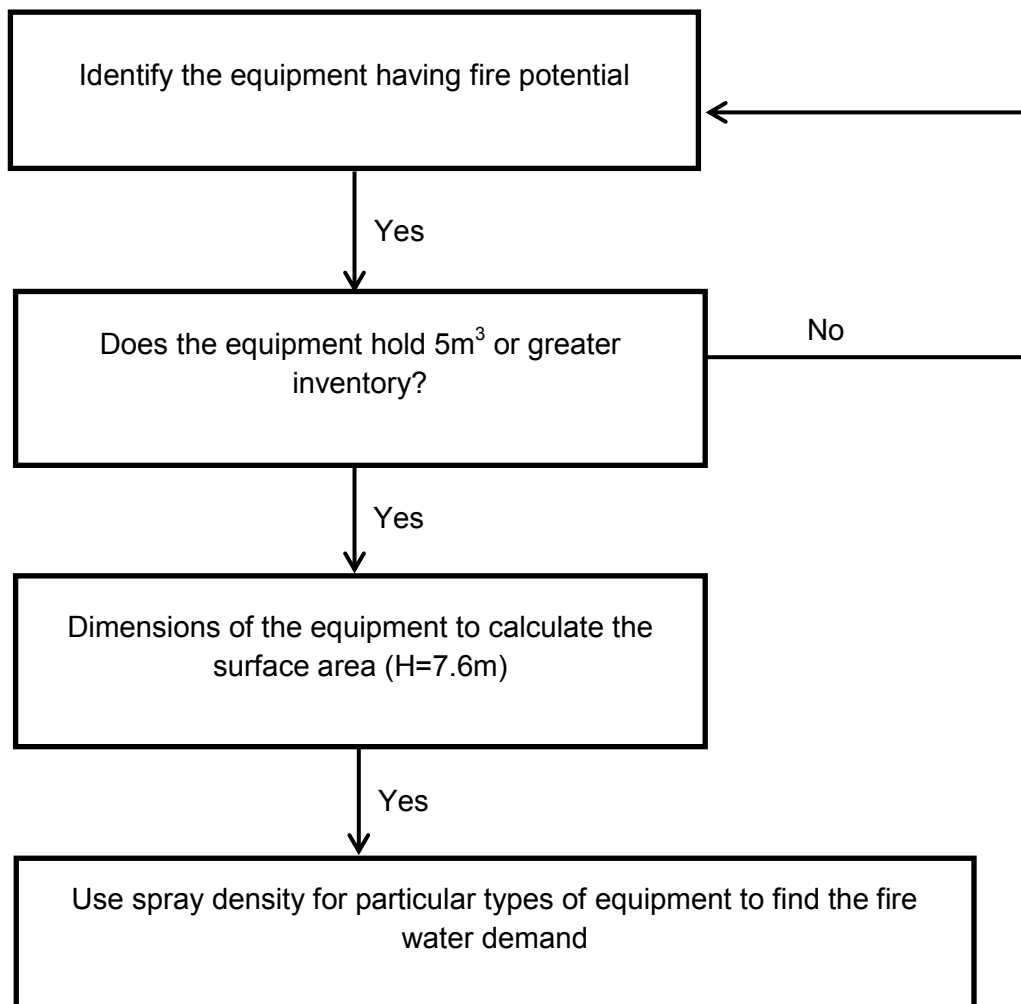 Identify the equipment having fire potential
Yes
Does the equipment hold 5m³ or greater
inventory?
No
Yes
Dimensions of the equipment to calculate the
surface area (H=7.6m)
Yes
Use spray density for particular types of equipment to find the fire
water demand